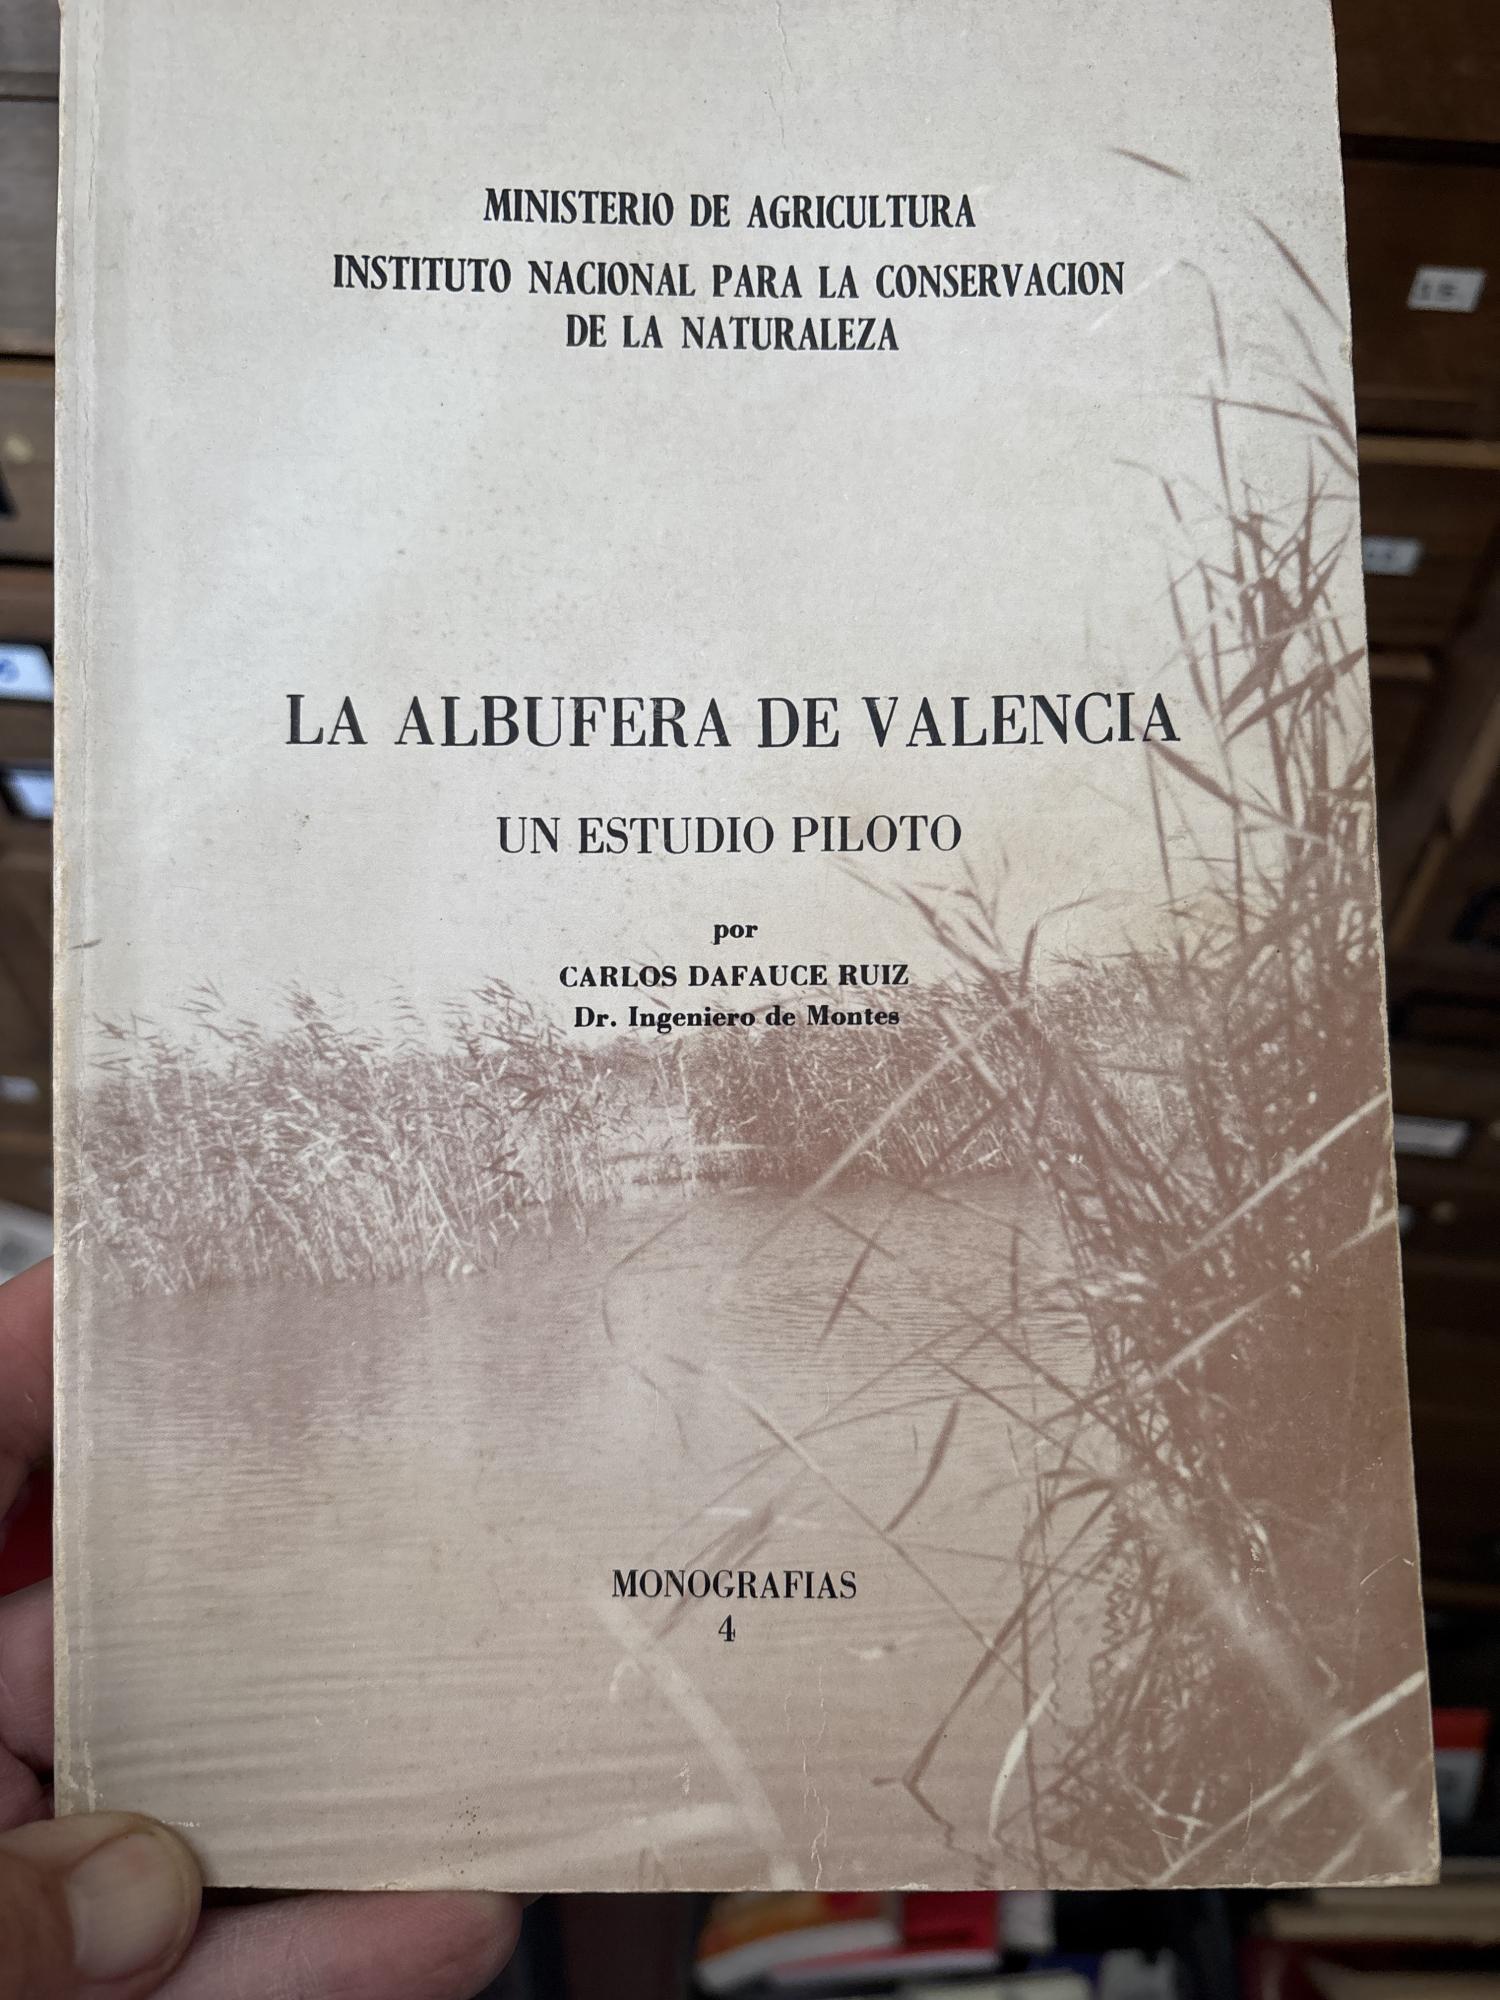 MINISTERIO DE AGRICULTURA
INSTITUTO NACIONAL PARA LA CONSERVACION
DE LA NATURALEZA
LA ALBUFERA DE VALENCIA
UN ESTUDIO PILOTO
por
CARLOS DAFAUCE RUIZ
Dr. Ingeniero de Montes
MONOGRAFIAS
4